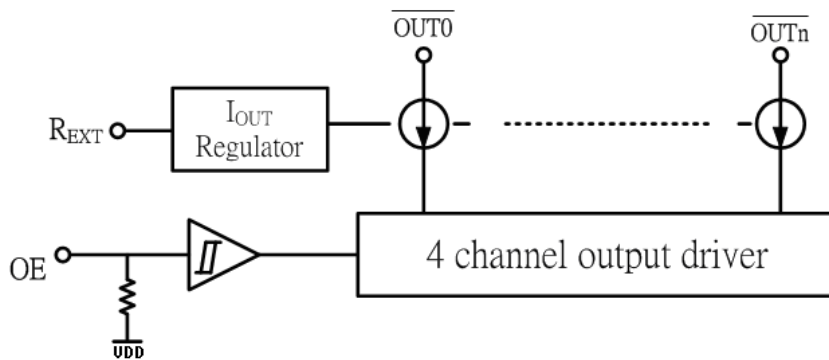 OUT0
OUTn
IOUT
Regulator
REXT
OE
4 channel output driver
VDD